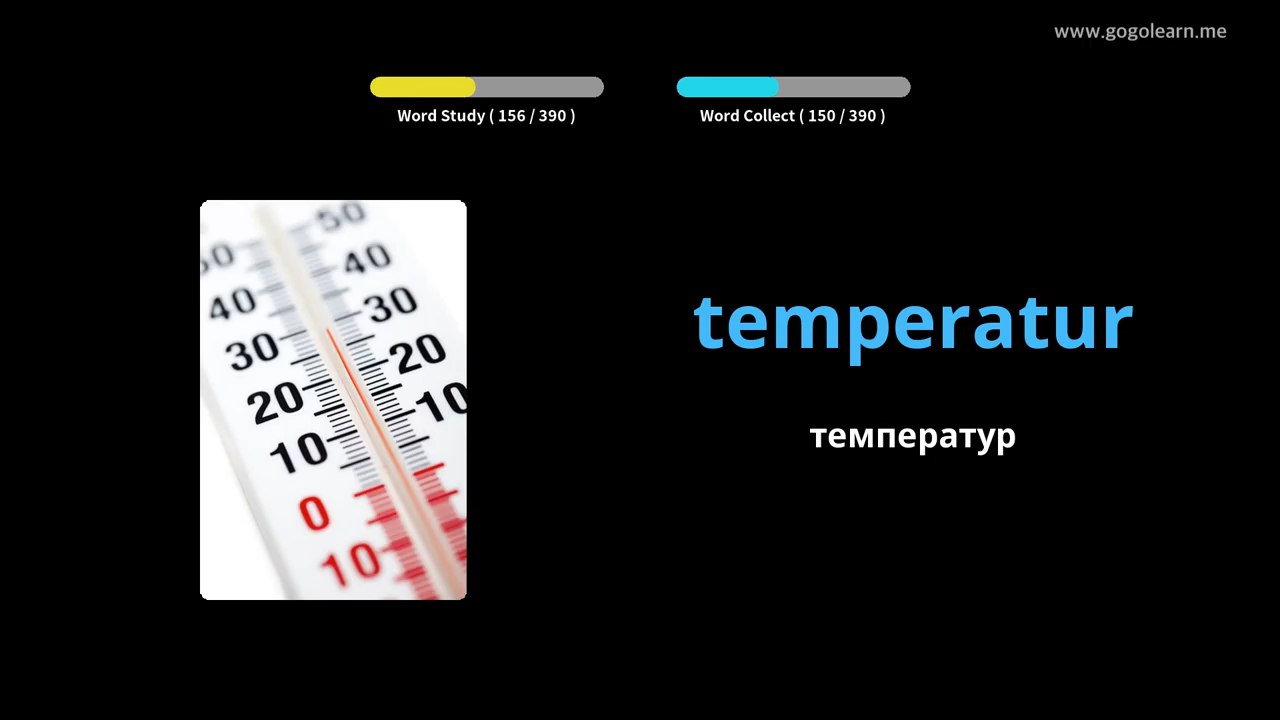 www.gogolearn.me
Word Study ( 156 / 390 )
Word Collect ( 150 / 390 )
50
40
40
30
30
20
20
10
10
0
10
temperatur
температур